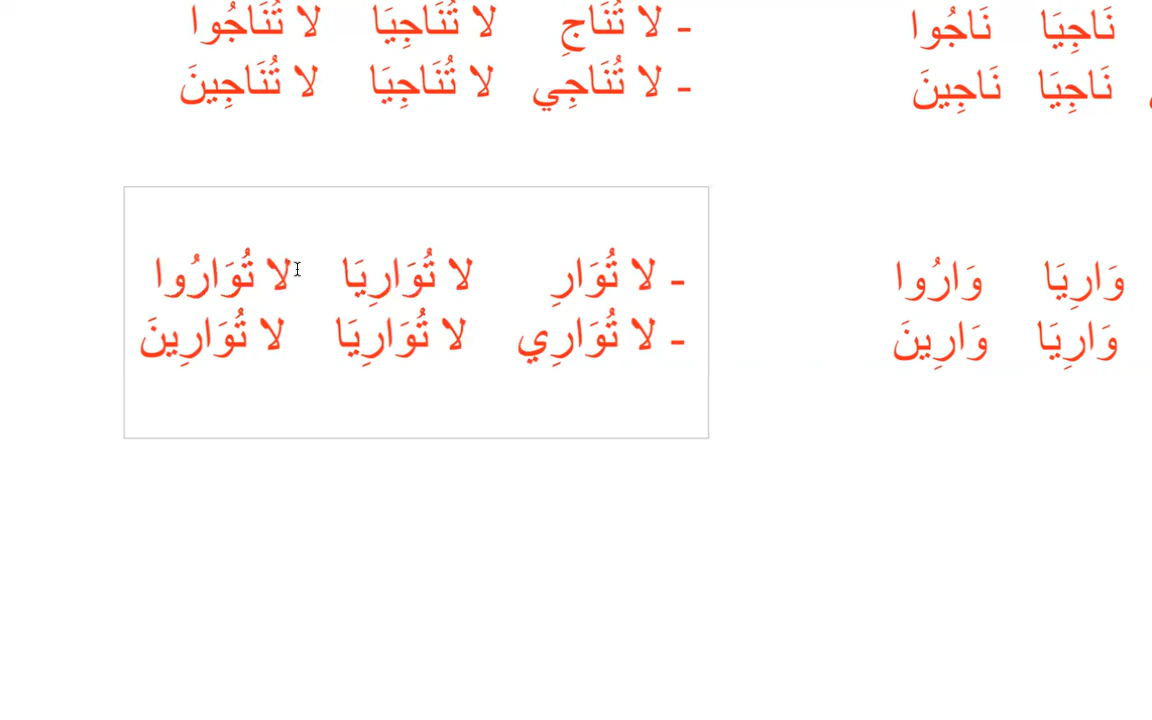 نَاجِيَا نَاجُوا
نَاجِيَا نَاجِينَ
وَارِيَا وَارُوا
وَارِيَا وَارِينَ
- لا تُنَاجِ لا تُنَاجِيَا لا تُنَاجُوا
- لا تُنَاجِي لا تُنَاجِيَا لا تُنَاجِينَ
- لا تُوَارِ لا تُوَارِيَا لا تُوَارُوا
- لا تُوَارِي لا تُوَارِيَا لا تُوَارِينَ